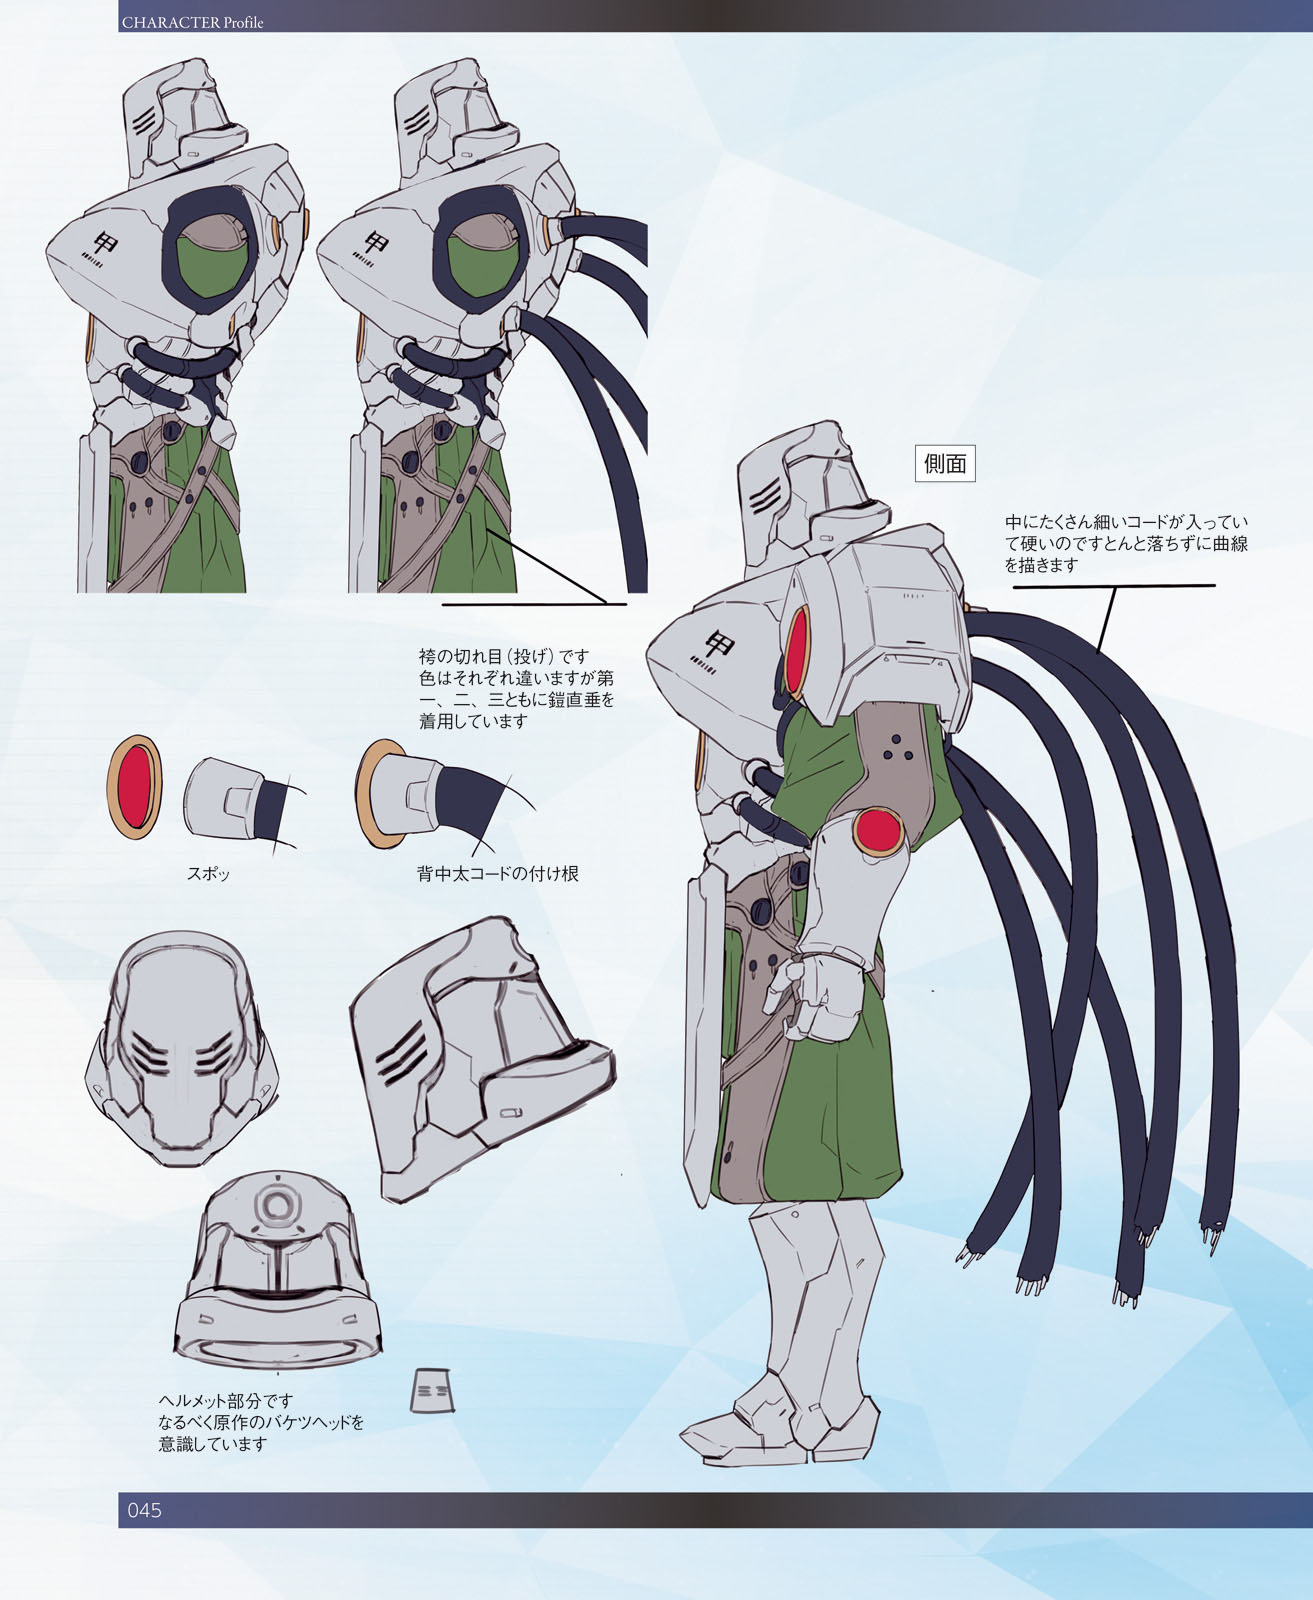 CHARACTER Profile
甲
甲
側面
中にたくさん細いコードが入ってい
て硬いのですとんと落ちずに曲線
を描きます
甲
袴の切れ目（投げ）です
色はそれぞれ違いますが第
一、二、三ともに鎧直垂を
着用しています
スポッ
背中太コードの付け根
ヘルメット部分です
なるべく原作のバケツヘッドを
意識しています
045